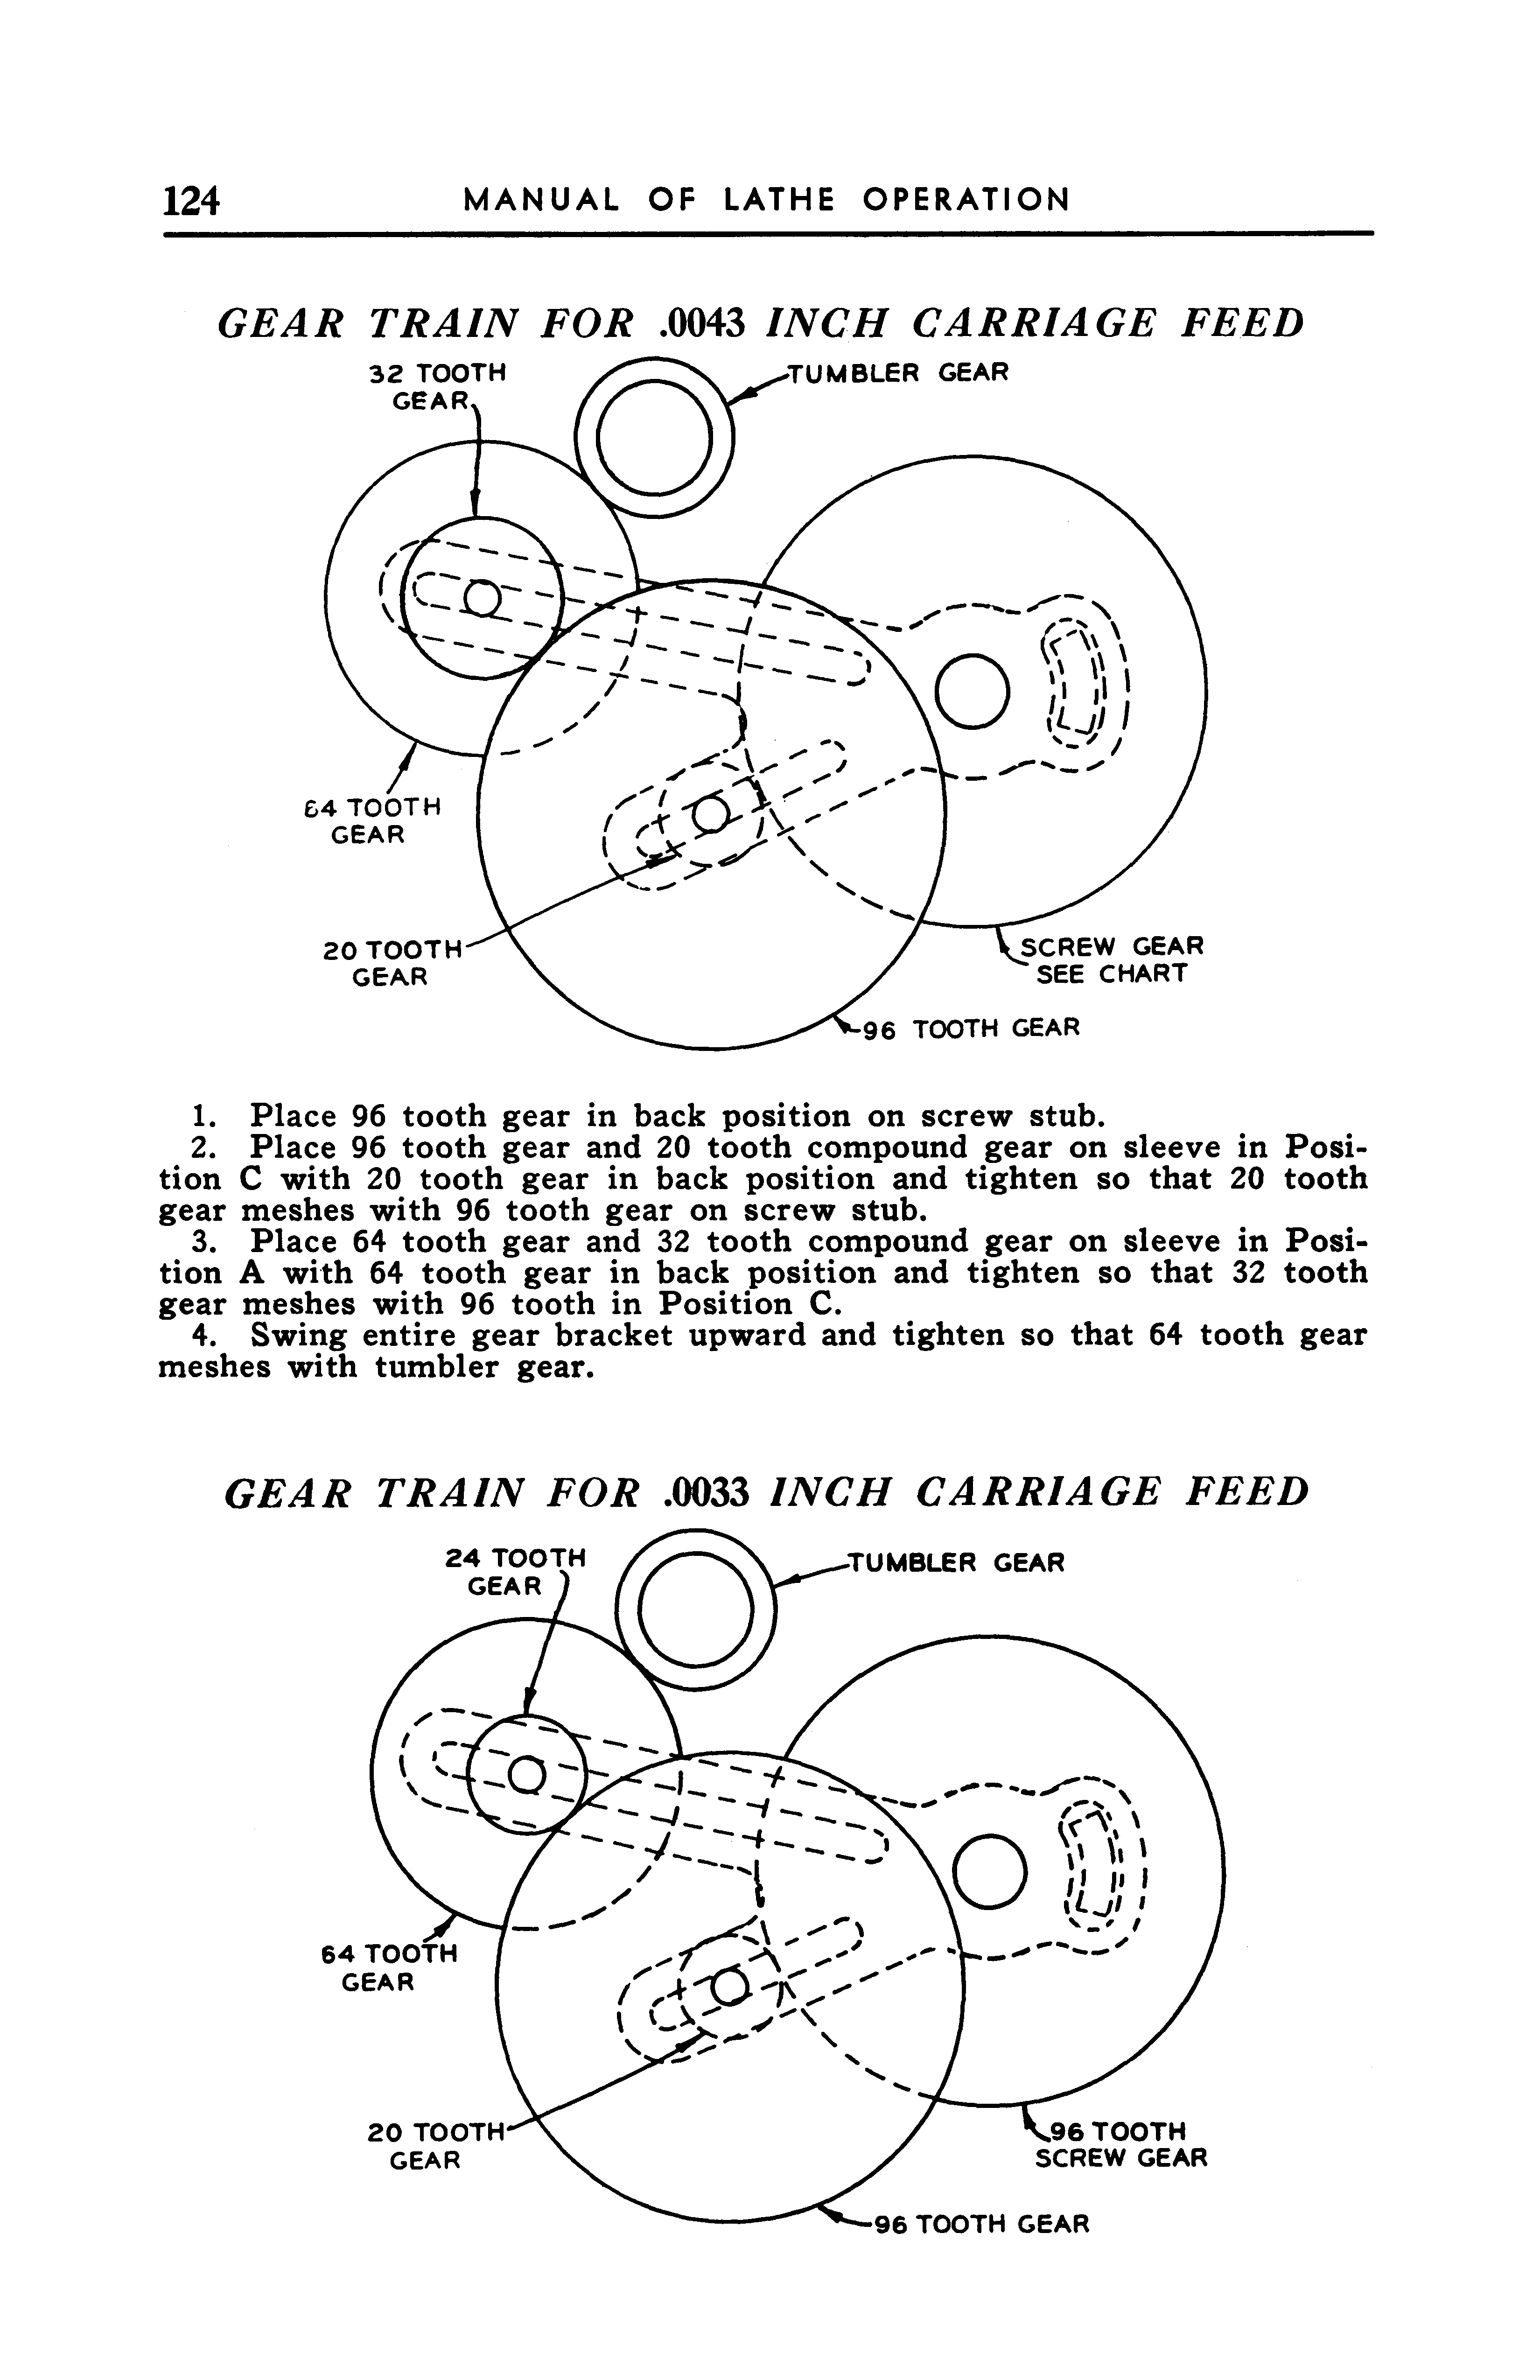 124 MANUAL OF LATHE OPERATION
GEAR TRAIN FOR .0043 INCH CARRIAGE FEED
32 TOOTH
GEAR
TUMBLER GEAR
64 TOOTH
GEAR
20 TOOTH
GEAR
SCREW GEAR
SEE CHART
96 TOOTH GEAR
1. Place 96 tooth gear in back position on screw stub.
2. Place 96 tooth gear and 20 tooth compound gear on sleeve in Posi-
tion C with 20 tooth gear in back position and tighten so that 20 tooth
gear meshes with 96 tooth gear on screw stub.
3. Place 64 tooth gear and 32 tooth compound gear on sleeve in Posi-
tion A with 64 tooth gear in back position and tighten so that 32 tooth
gear meshes with 96 tooth in Position C.
4. Swing entire gear bracket upward and tighten so that 64 tooth gear
meshes with tumbler gear.
GEAR TRAIN FOR .0033 INCH CARRIAGE FEED
24 TOOTH
GEAR
TUMBLER GEAR
64 TOOTH
GEAR
20 TOOTH
GEAR
96 TOOTH
SCREW GEAR
96 TOOTH GEAR